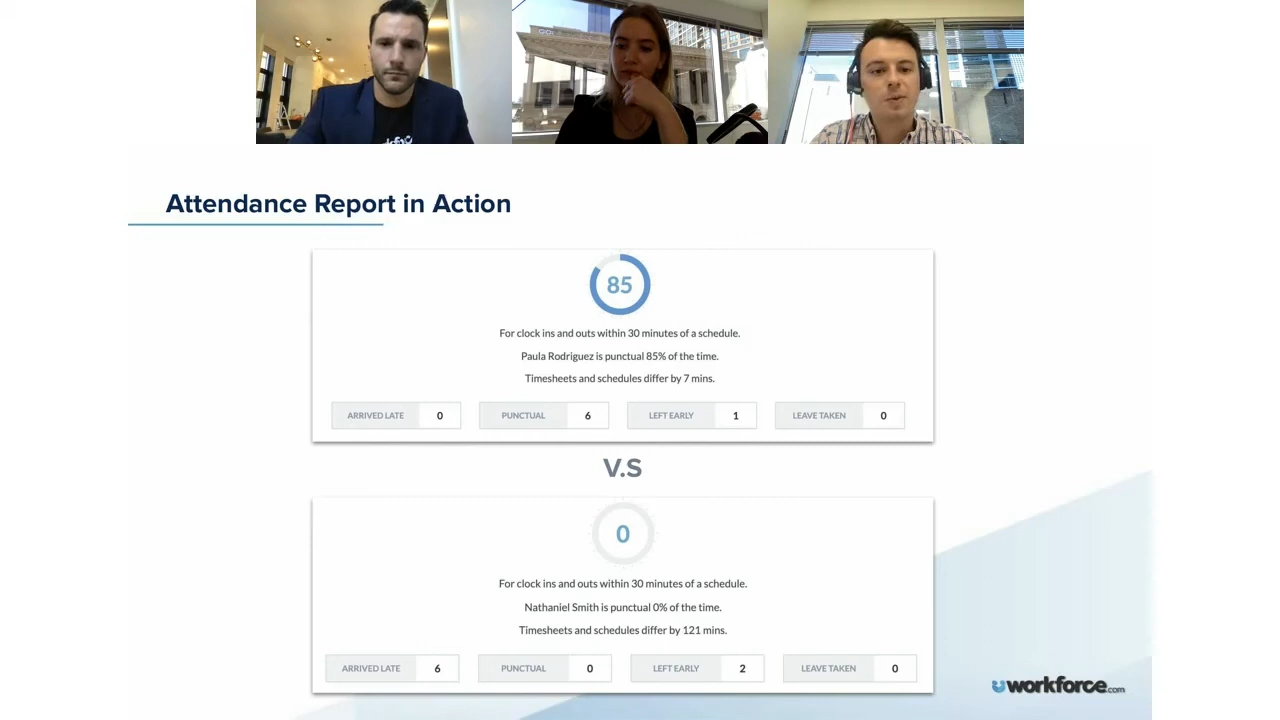 Attendance Report in Action
85
For clock ins and outs within 30 minutes of a schedule.
Paula Rodriguez is punctual 85% of the time.
Timesheets and schedules differ by 7 mins.
ARRIVED LATE 0 PUNCTUAL 6 LEFT EARLY 1 LEAVE TAKEN 0
V.S
0
For clock ins and outs within 30 minutes of a schedule.
Nathaniel Smith is punctual 0% of the time.
Timesheets and schedules differ by 121 mins.
ARRIVED LATE 6 PUNCTUAL 0 LEFT EARLY 2 LEAVE TAKEN 0
workforce.com